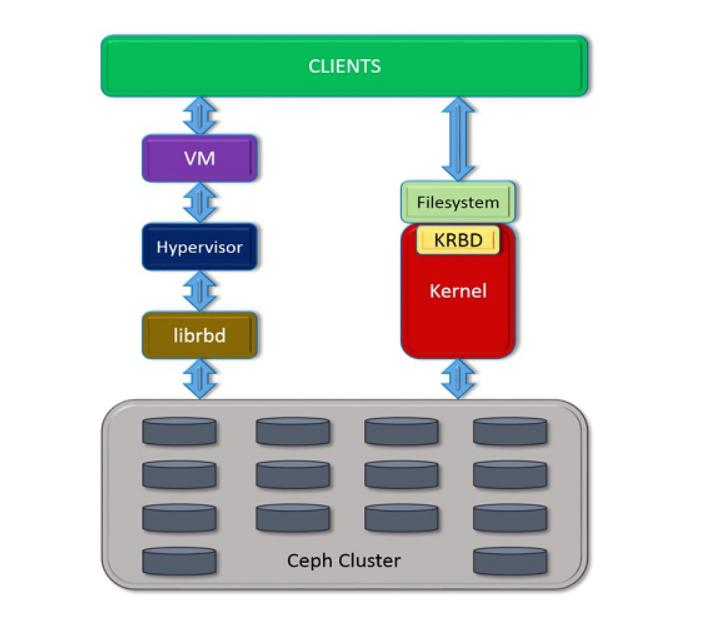 CLIENTS
VM
Hypervisor
librbd
Filesystem
KRBD
Kernel
Ceph Cluster